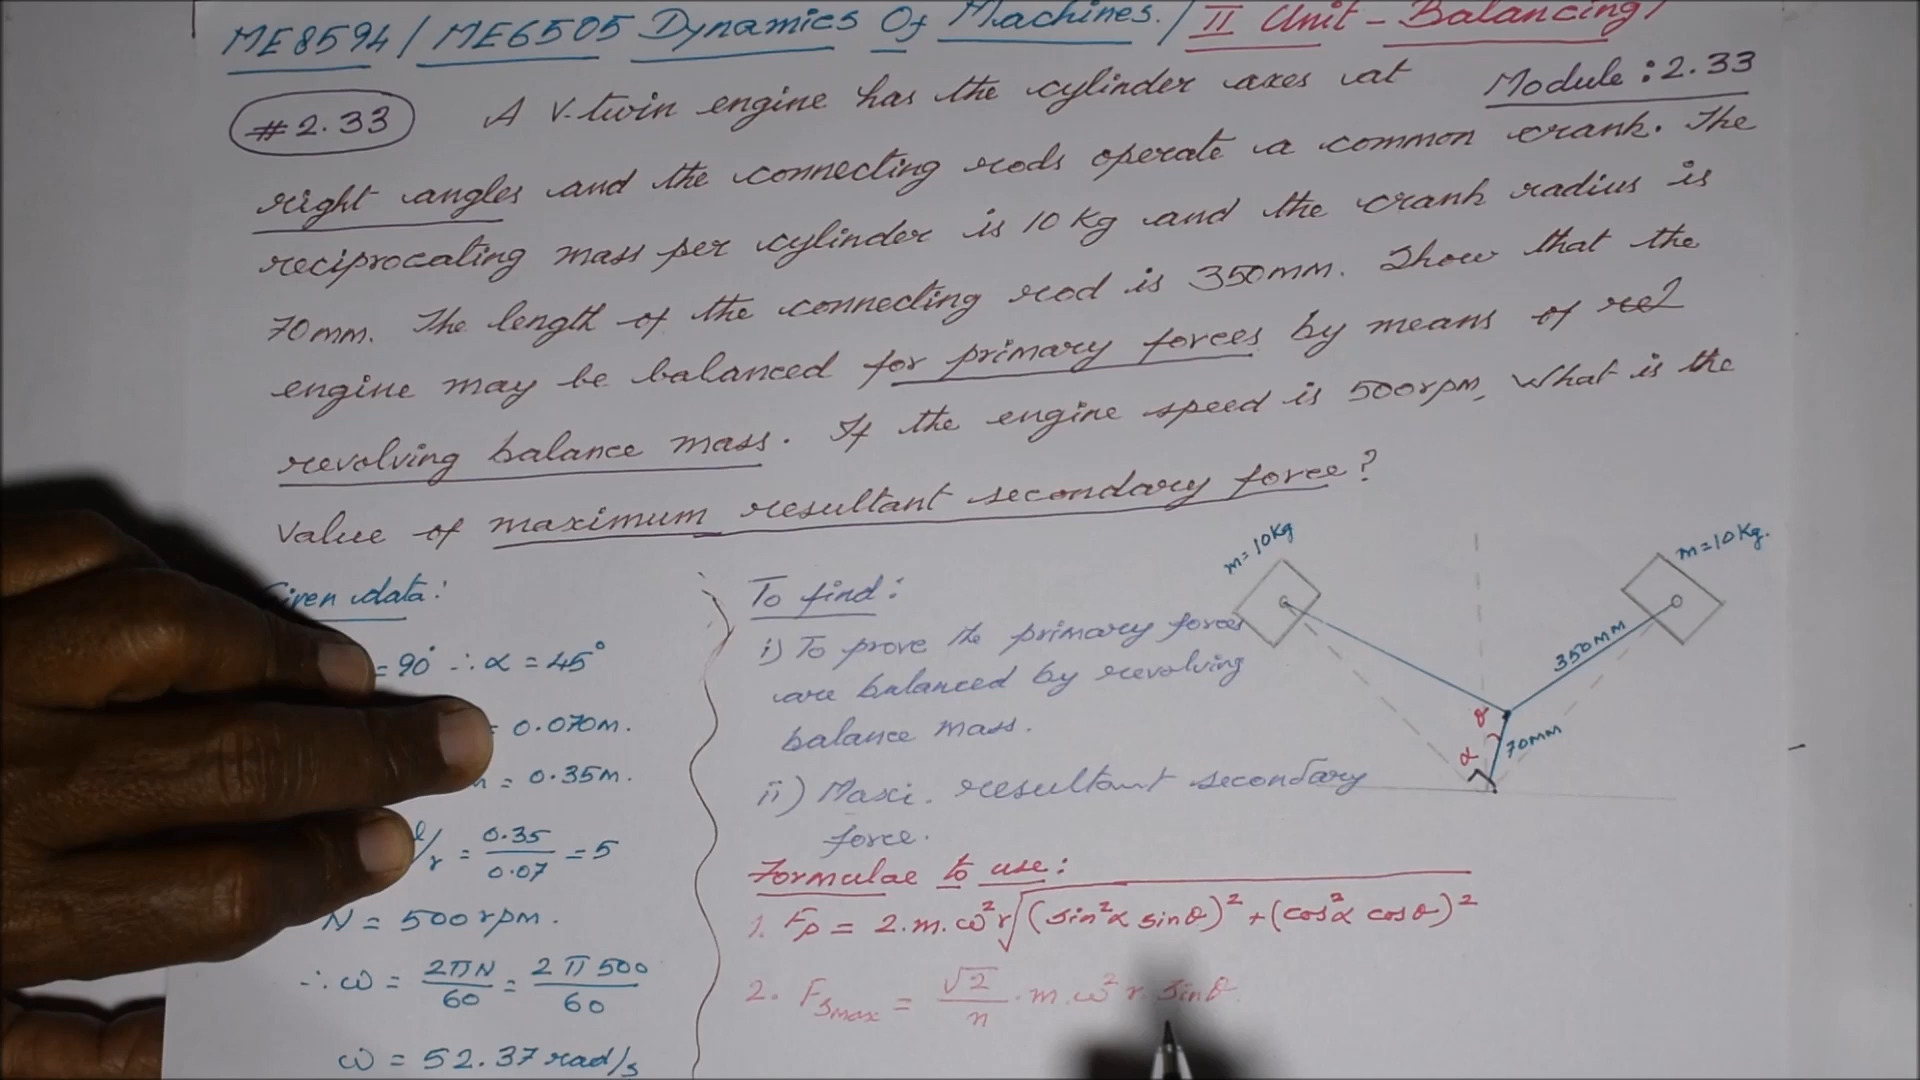 ME8594 / ME6505 Dynamics Of Machines. / II Unit - Balancing /
Module : 2.33
#2.33 A V-twin engine has the cylinder axes at
right angles and the connecting rods operate a common crank. The
reciprocating mass per cylinder is 10 kg and the crank radius is
70mm. The length of the connecting rod is 350mm. Show that the
engine may be balanced for primary forces by means of
revolving balance mass. If the engine speed is 500rpm, What is the
Value of maximum resultant secondary force?
Given data:
= 90° ∴ α = 45°
0.070m.
= 0.35m.
l/r = 0.35/0.07 = 5
N = 500 rpm.
∴ ω = 2πN/60 = 2π500/60
ω = 52.37 rad/s
To find:
i) To prove the primary forces
are balanced by revolving
balance mass.
ii) Maxi. resultant secondary
force.
Formulae to use:
1. Fp = 2.m.ω²r√(sin²α sinθ)² + (cos²α cosθ)²
2. Fsmax = √2/n . m.ω² r sinθ
m=10kg
m=10kg.
350mm
θ
α
70mm